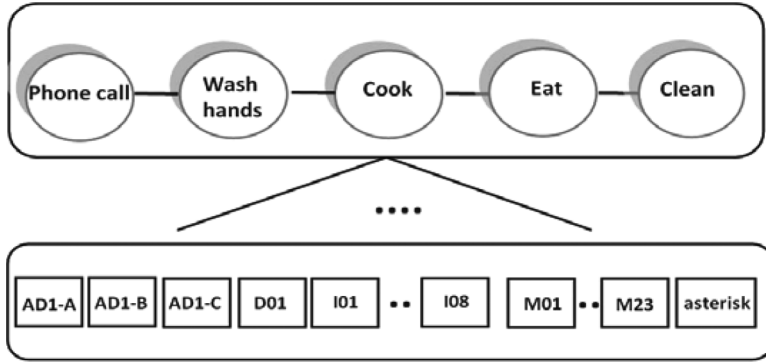 Phone call
Wash
hands
Cook
Eat
Clean
....
AD1-A AD1-B AD1-C D01 I01 .. I08 M01 .. M23 asterisk